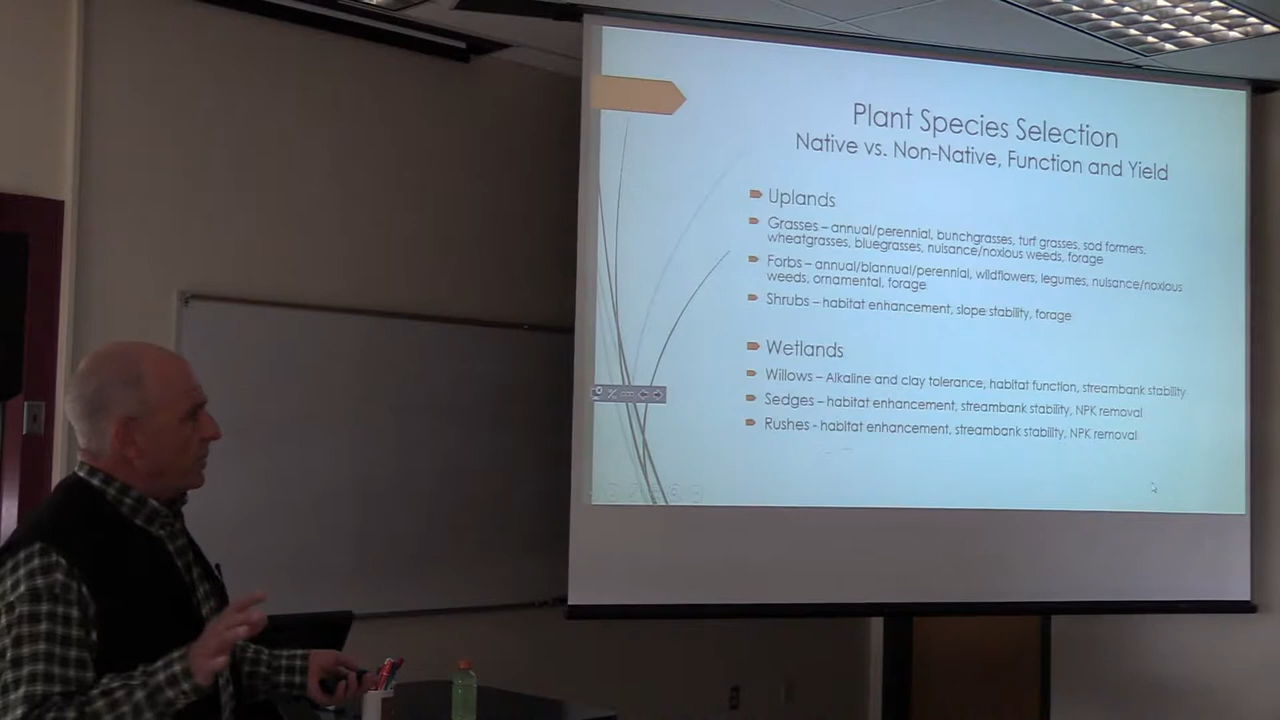 Plant Species Selection
Native vs. Non-Native, Function and Yield
Uplands
Grasses – annual/perennial, bunchgrasses, turf grasses, sod formers,
wheatgrasses, bluegrasses, nuisance/noxious weeds, forage
Forbs – annual/biannual/perennial, wildflowers, legumes, nuisance/noxious
weeds, ornamental, forage
Shrubs – habitat enhancement, slope stability, forage
Wetlands
Willows – Alkaline and clay tolerance, habitat function, streambank stability
Sedges – habitat enhancement, streambank stability, NPK removal
Rushes - habitat enhancement, streambank stability, NPK removal